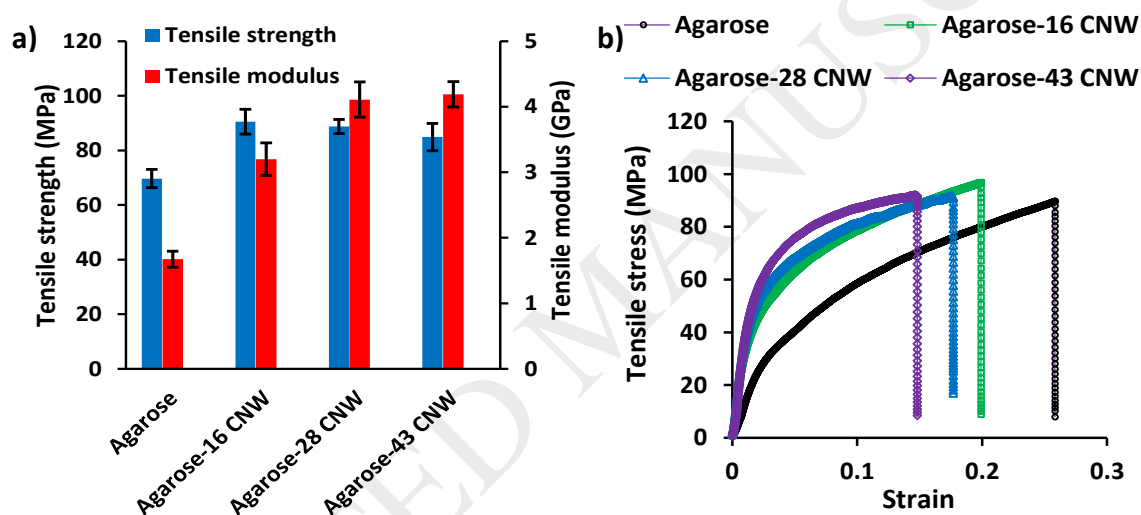 a)
Tensile strength
Tensile modulus
Tensile strength (MPa)
120
100
80
60
40
20
0
Tensile modulus (GPa)
5
4
3
2
1
0
Agarose
Agarose-16 CNW
Agarose-28 CNW
Agarose-43 CNW
b)
Agarose
Agarose-16 CNW
Agarose-28 CNW
Agarose-43 CNW
Tensile stress (MPa)
120
100
80
60
40
20
0
0
0.1
0.2
0.3
Strain
TED MANUSC